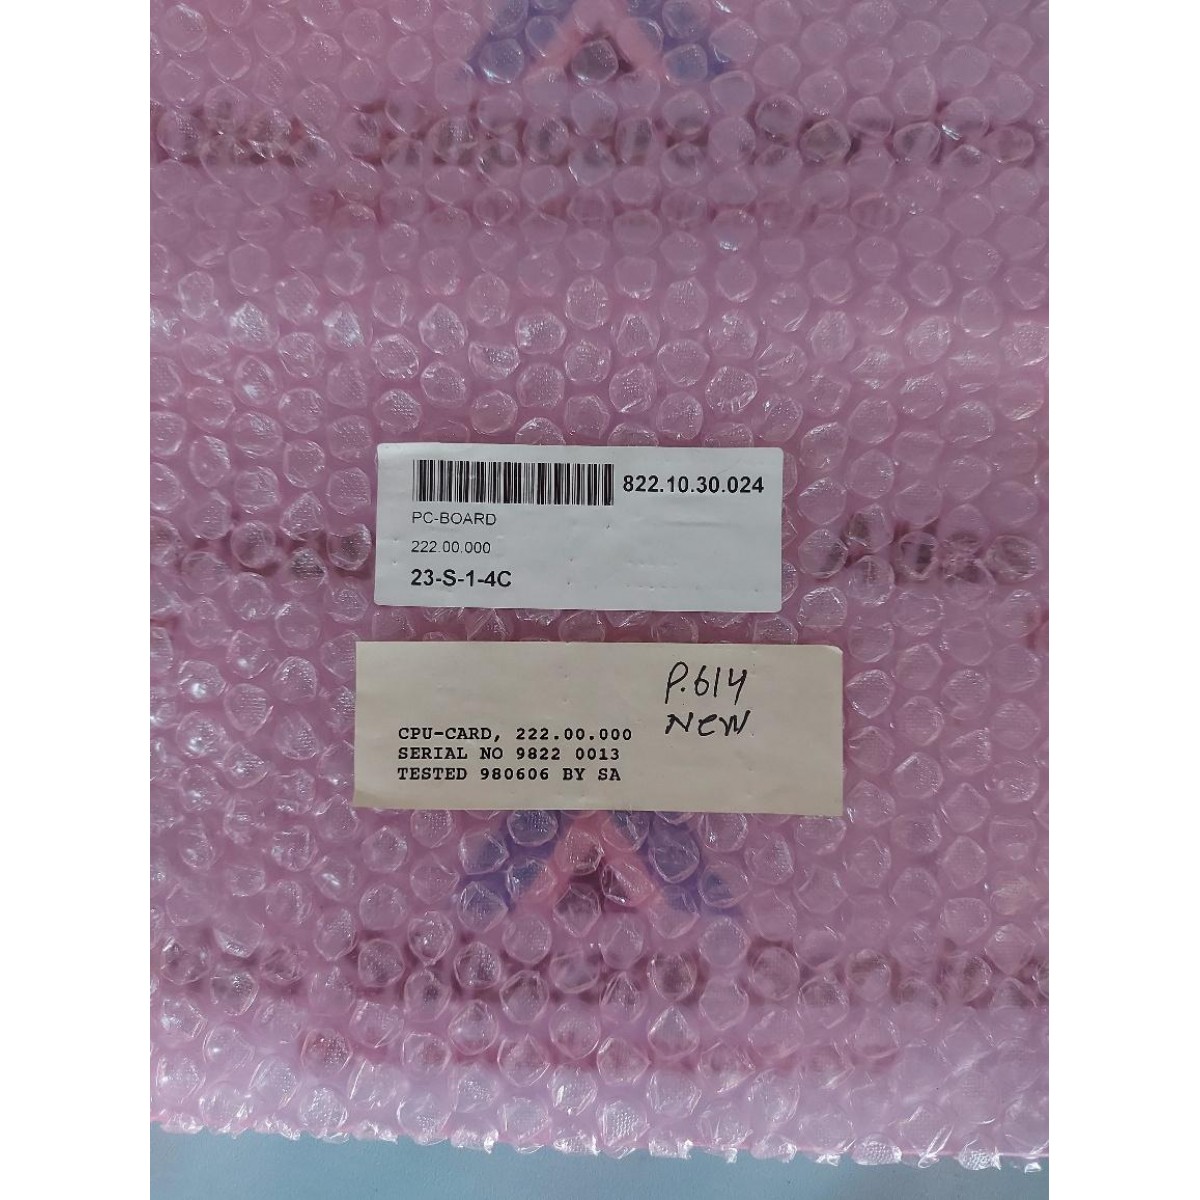 822.10.30.024
PC-BOARD
222.00.000
23-S-1-4C
P.614
NEW
CPU-CARD, 222.00.000
SERIAL NO 9822 0013
TESTED 980606 BY SA